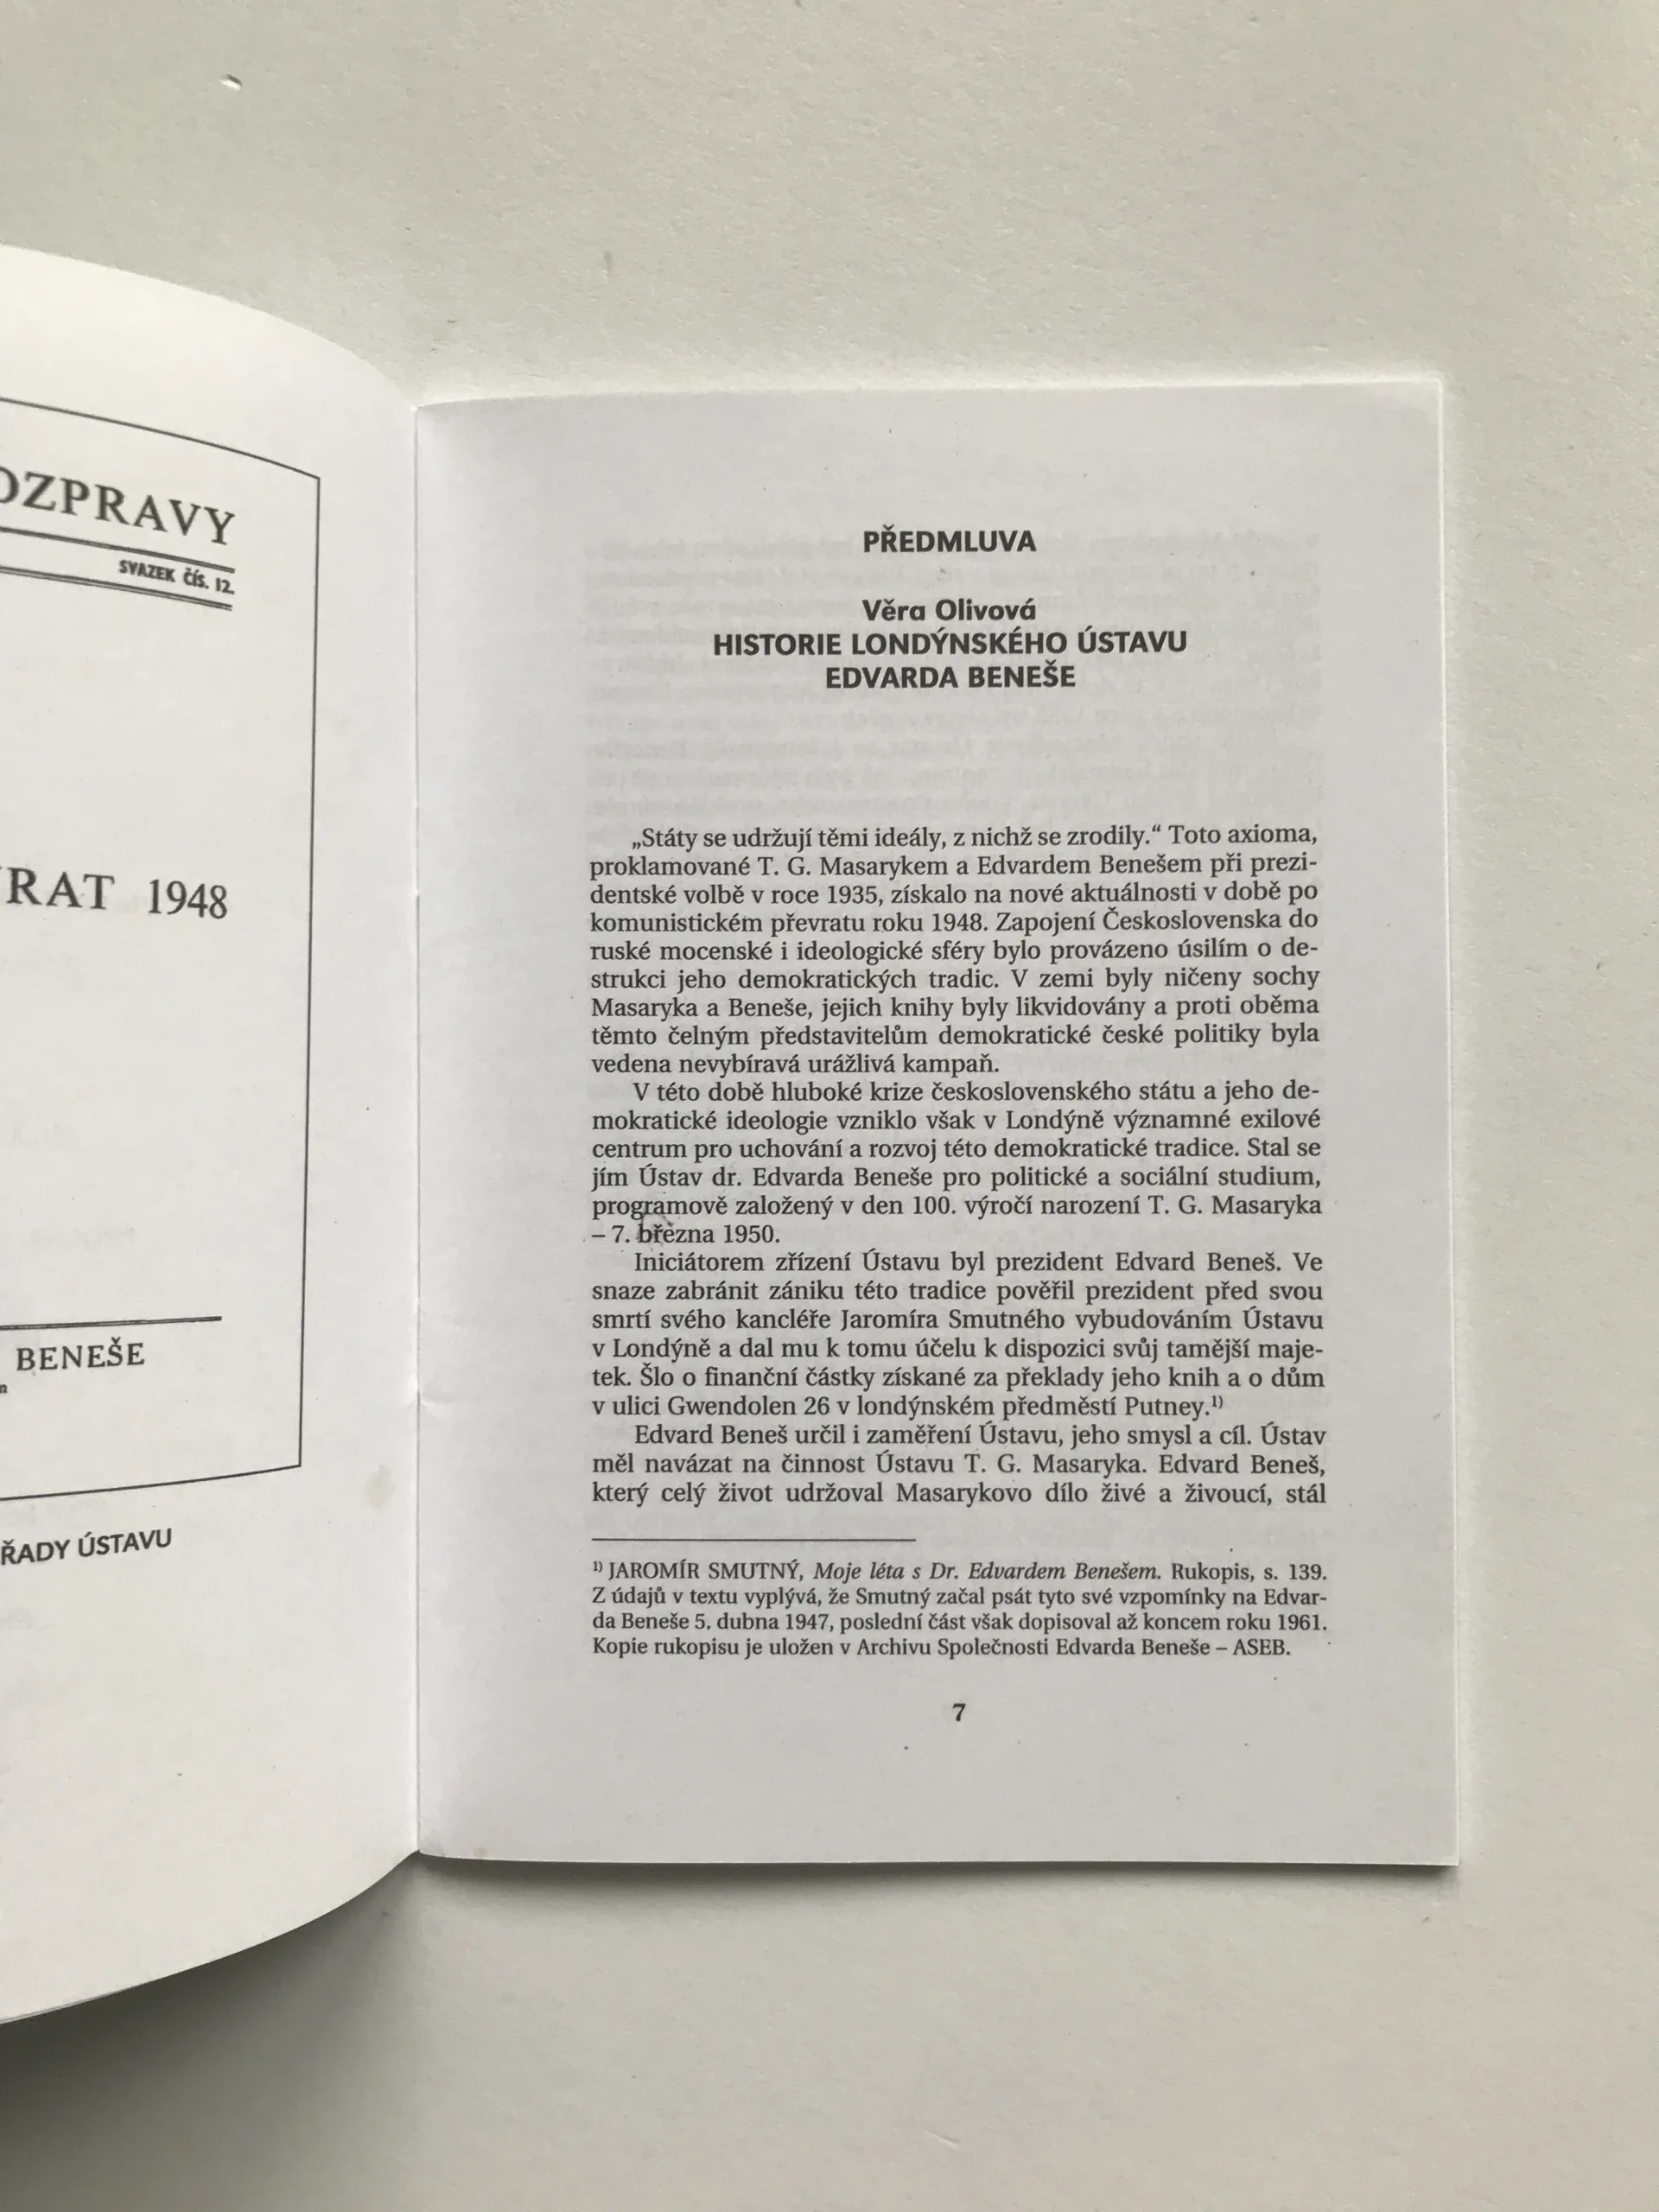 SVAZEK ČÍS. 12.
1948
BENEŠE
ÚSTAVU
PŘEDMLUVA
Věra Olivová
HISTORIE LONDÝNSKÉHO ÚSTAVU
EDVARDA BENEŠE
„Státy se udržují těmi ideály, z nichž se zrodily.“ Toto axioma,
proklamované T. G. Masarykem a Edvardem Benešem při prezi-
dentské volbě v roce 1935, získalo na nové aktuálnosti v době po
komunistickém převratu roku 1948. Zapojení Československa do
ruské mocenské i ideologické sféry bylo provázeno úsilím o de-
strukci jeho demokratických tradic. V zemi byly ničeny sochy
Masaryka a Beneše, jejich knihy byly likvidovány a proti oběma
těmto čelným představitelům demokratické české politiky byla
vedena nevybíravá urážlivá kampaň.
V této době hluboké krize československého státu a jeho de-
mokratické ideologie vzniklo však v Londýně významné exilové
centrum pro uchování a rozvoj této demokratické tradice. Stal se
jím Ústav dr. Edvarda Beneše pro politické a sociální studium,
programově založený v den 100. výročí narození T. G. Masaryka
– 7. března 1950.
Iniciátorem zřízení Ústavu byl prezident Edvard Beneš. Ve
snaze zabránit zániku této tradice pověřil prezident před svou
smrtí svého kancléře Jaromíra Smutného vybudováním Ústavu
v Londýně a dal mu k tomu účelu k dispozici svůj tamější maje-
tek. Šlo o finanční částky získané za překlady jeho knih a o dům
v ulici Gwendolen 26 v londýnském předměstí Putney.¹⁾
Edvard Beneš určil i zaměření Ústavu, jeho smysl a cíl. Ústav
měl navázat na činnost Ústavu T. G. Masaryka. Edvard Beneš,
který celý život udržoval Masarykovo dílo živé a živoucí, stál
¹⁾ JAROMÍR SMUTNÝ, Moje léta s Dr. Edvardem Benešem. Rukopis, s. 139.
Z údajů v textu vyplývá, že Smutný začal psát tyto své vzpomínky na Edvar-
da Beneše 5. dubna 1947, poslední část však dopisoval až koncem roku 1961.
Kopie rukopisu je uložen v Archivu Společnosti Edvarda Beneše – ASEB.
7